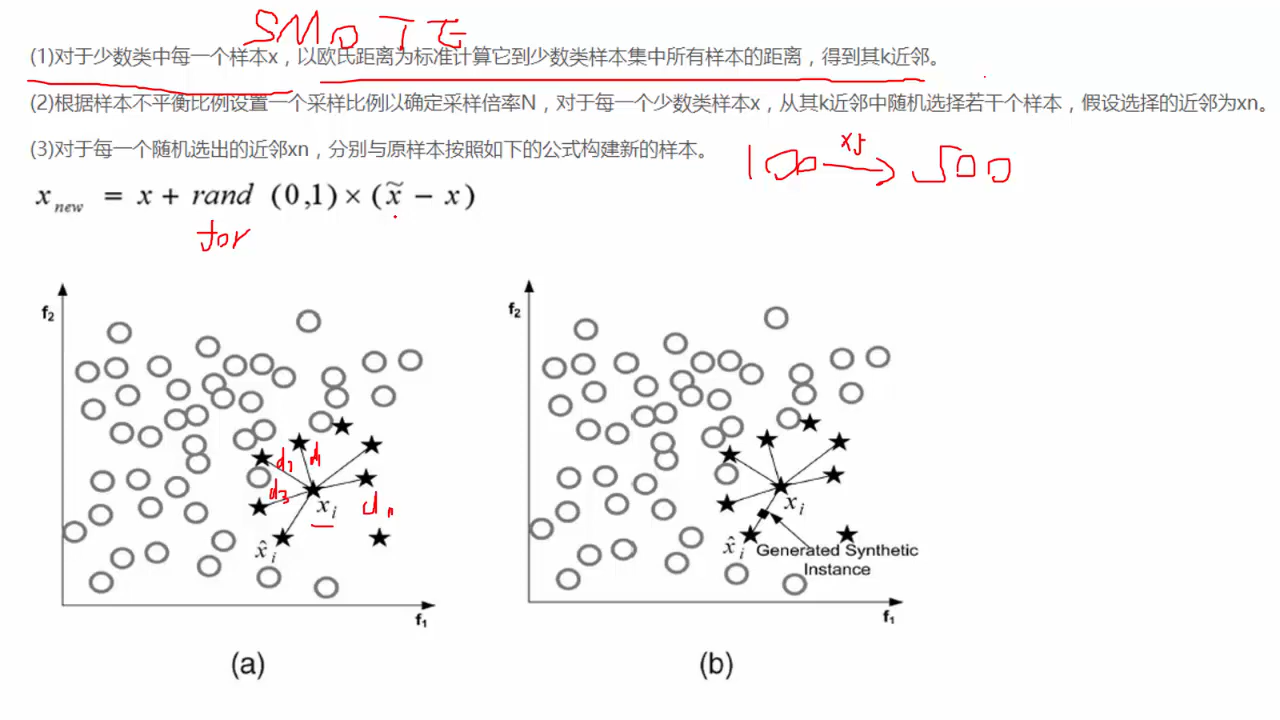 SMOTE
(1)对于少数类中每一个样本x，以欧氏距离为标准计算它到少数类样本集中所有样本的距离，得到其k近邻。
(2)根据样本不平衡比例设置一个采样比例以确定采样倍率N，对于每一个少数类样本x，从其k近邻中随机选择若干个样本，假设选择的近邻为xn。
(3)对于每一个随机选出的近邻xn，分别与原样本按照如下的公式构建新的样本。
100 x5 500
x_new = x + rand (0,1) × (x̃ − x)
for
f₂
d₂ d₁
d₃
x_i
d_n
x̂_i
f₁
(a)
f₂
x_i
x̂_i
Generated Synthetic
Instance
f₁
(b)